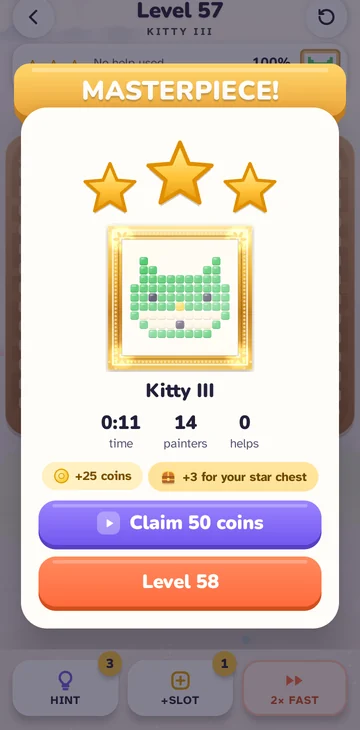 Level 57
KITTY III
No help used
100%
MASTERPIECE!
Kitty III
0:11
14
0
time
painters
helps
+25 coins
+3 for your star chest
Claim 50 coins
Level 58
3
1
HINT
+SLOT
2× FAST